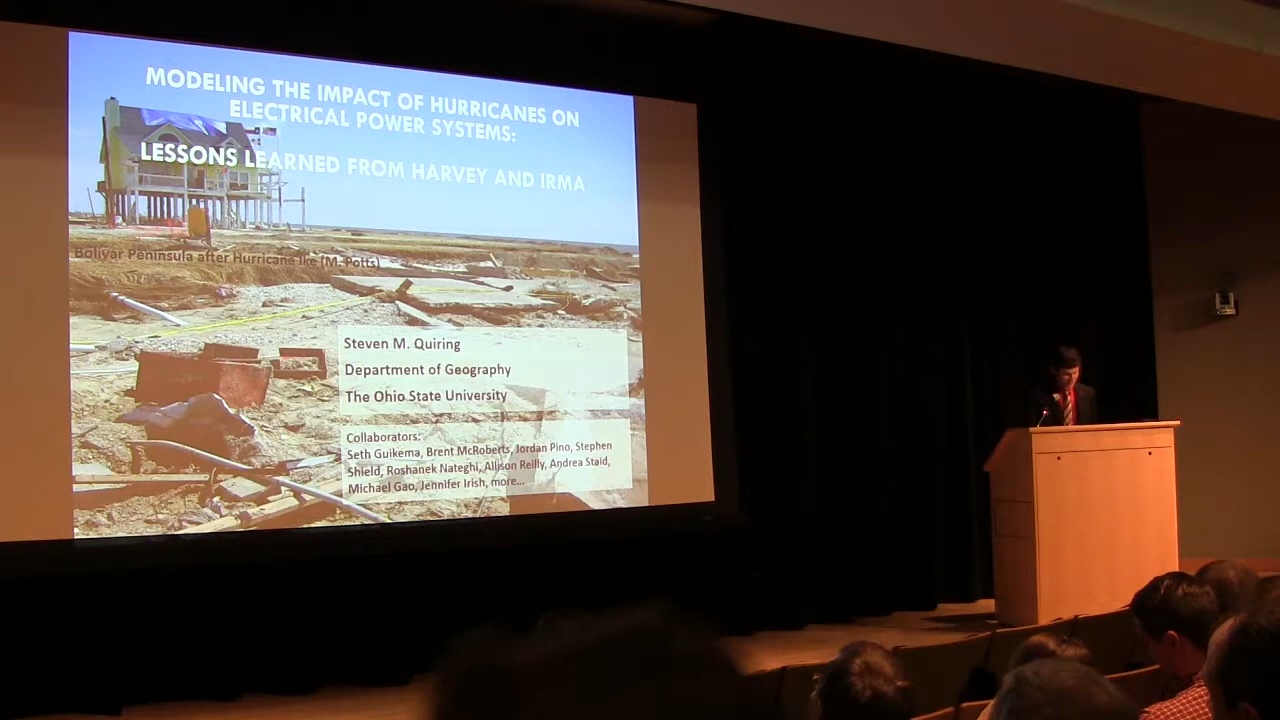 MODELING THE IMPACT OF HURRICANES ON
ELECTRICAL POWER SYSTEMS:
LESSONS LEARNED FROM HARVEY AND IRMA
Bolivar Peninsula after Hurricane Ike (M. Potts)
Steven M. Quiring
Department of Geography
The Ohio State University
Collaborators:
Seth Guikema, Brent McRoberts, Jordan Pino, Stephen
Shield, Roshanek Nateghi, Allison Reilly, Andrea Staid,
Michael Gao, Jennifer Irish, more...